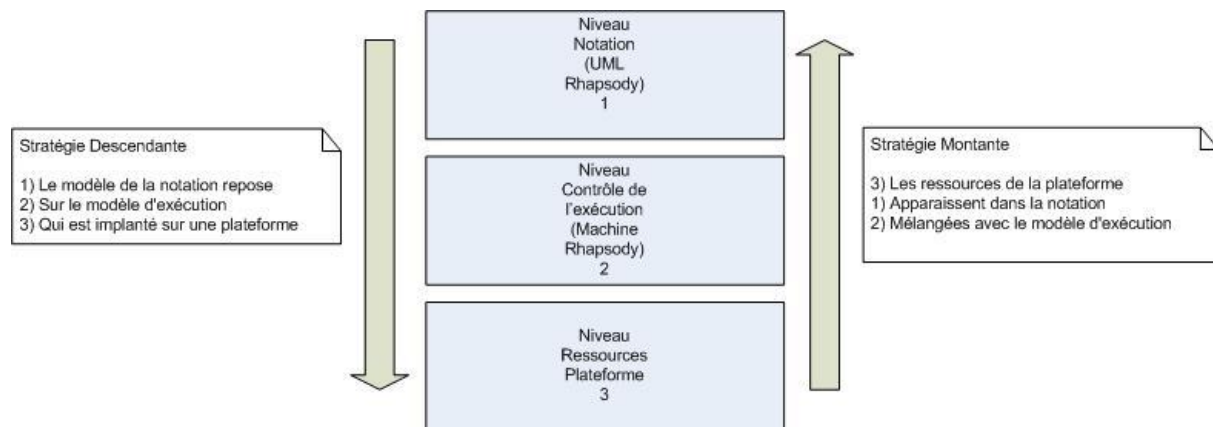 Niveau
Notation
(UML
Rhapsody)
1
Stratégie Descendante
1) Le modèle de la notation repose
2) Sur le modèle d'exécution
3) Qui est implanté sur une plateforme
Niveau
Contrôle de
l'exécution
(Machine
Rhapsody)
2
Stratégie Montante
3) Les ressources de la plateforme
1) Apparaissent dans la notation
2) Mélangées avec le modèle d'exécution
Niveau
Ressources
Plateforme
3